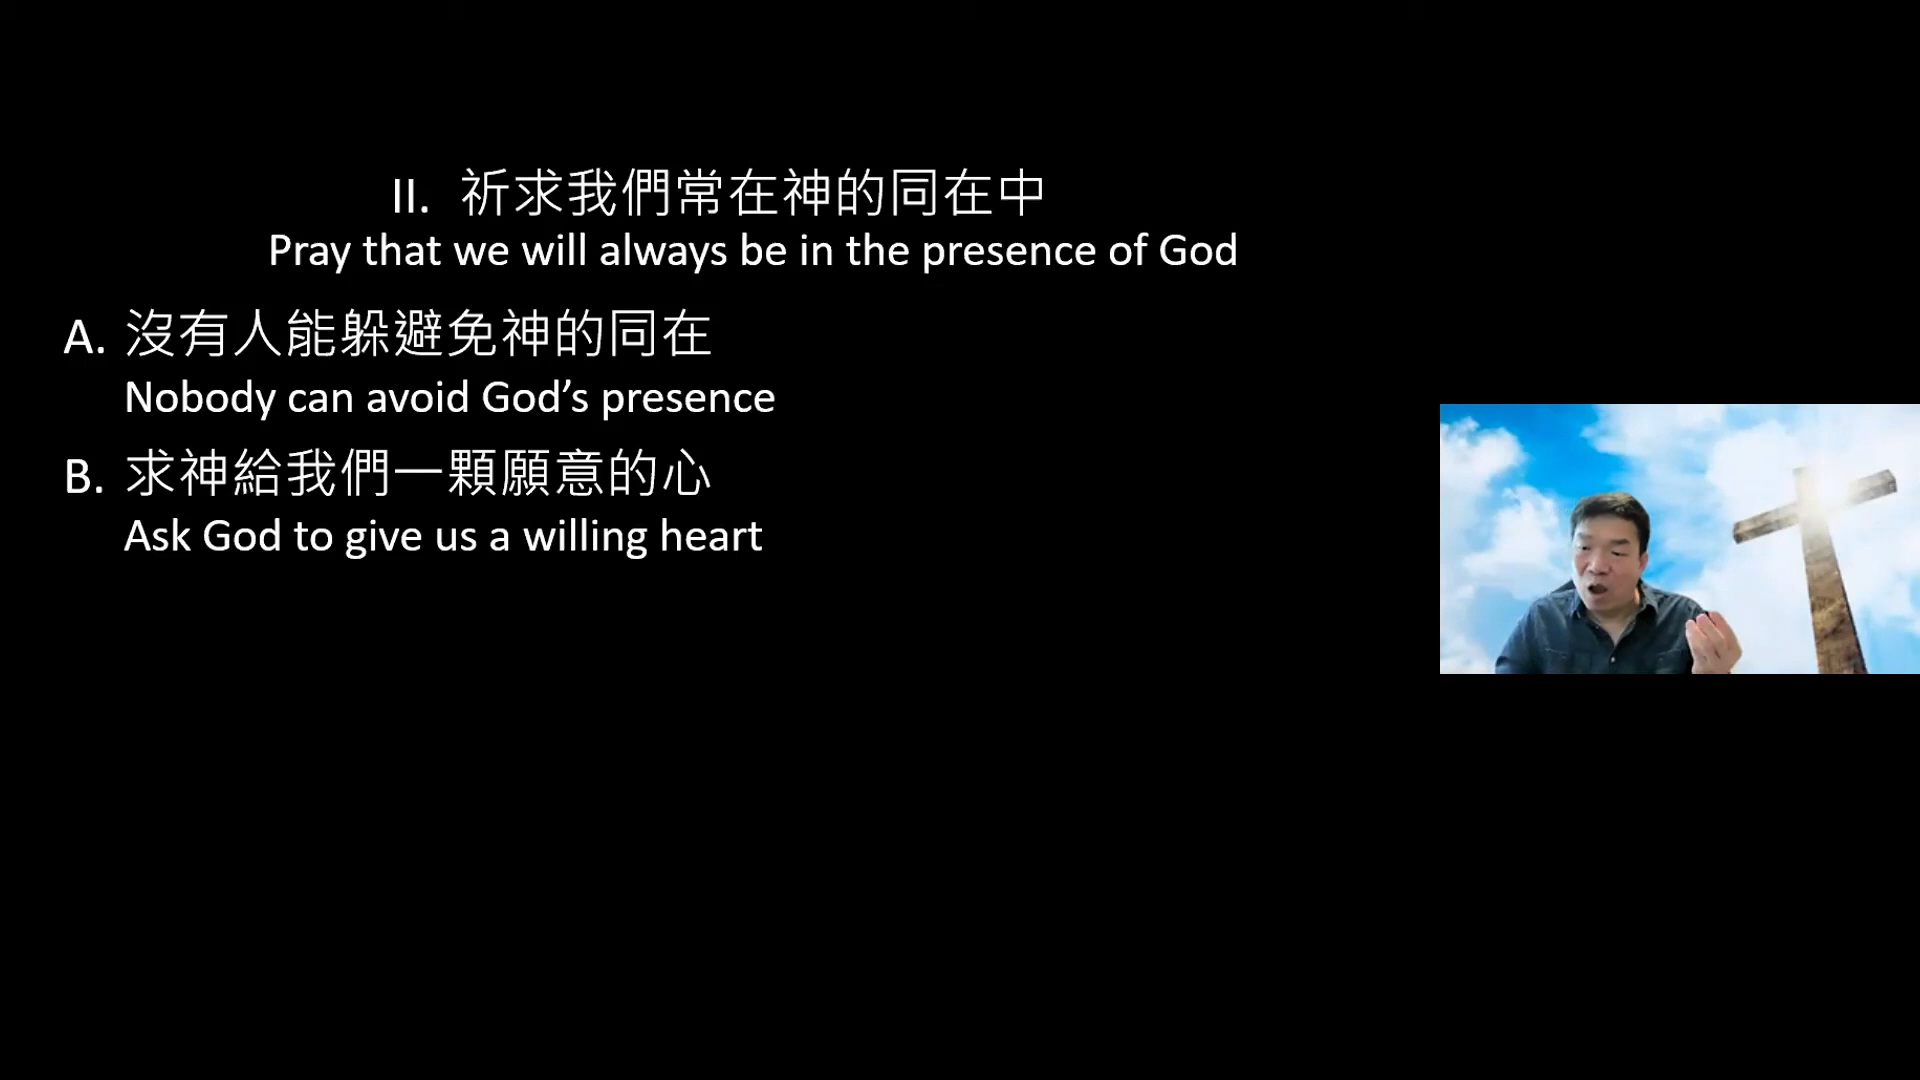 II. 祈求我們常在神的同在中
Pray that we will always be in the presence of God
A. 沒有人能躲避免神的同在
Nobody can avoid God’s presence
B. 求神給我們一顆願意的心
Ask God to give us a willing heart